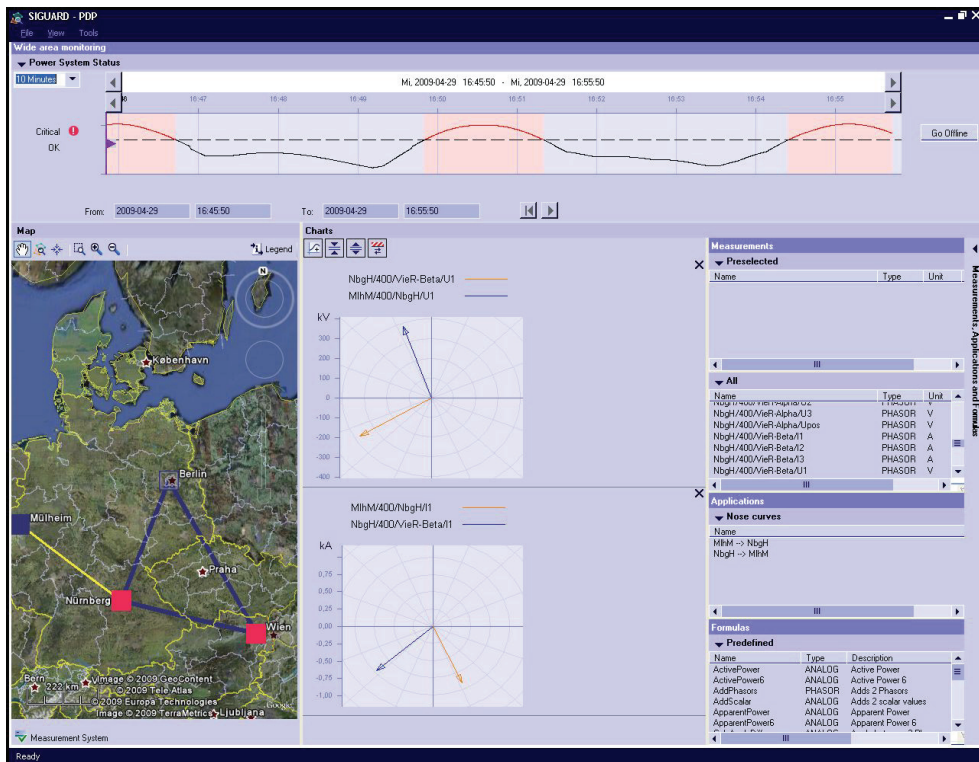 SIGUARD - PDP
File View Tools
Wide area monitoring
Power System Status
10 Minutes
Mi, 2009-04-29 16:45:50 - Mi, 2009-04-29 16:55:50
16:47 16:48 16:49 16:50 16:51 16:52 16:53 16:54 16:55
Critical
OK
Go Offline
From: 2009-04-29 16:45:50 To: 2009-04-29 16:55:50
Map
Legend
N
København
Berlin
Mülheim
Praha
Nürnberg
Wien
Bern
222 km
Image © 2009 GeoContent
© 2009 Tele Atlas
© 2009 Europa Technologies
Image © 2009 TerraMetrics
Ljubljana
Google
Measurement System
Charts
NbgH/400/VieR-Beta/U1
MlhM/400/NbgH/U1
kV
300
200
100
0
-100
-200
-300
-400
MlhM/400/NbgH/I1
NbgH/400/VieR-Beta/I1
kA
0,75
0,50
0,25
0,00
-0,25
-0,50
-0,75
-1,00
Measurements
Preselected
Name Type Unit
All
Name Type Unit
NbgH/400/VieR-Alpha/U2 PHASOR V
NbgH/400/VieR-Alpha/U3 PHASOR V
NbgH/400/VieR-Alpha/Upos PHASOR V
NbgH/400/VieR-Beta/I1 PHASOR A
NbgH/400/VieR-Beta/I2 PHASOR A
NbgH/400/VieR-Beta/I3 PHASOR A
NbgH/400/VieR-Beta/U1 PHASOR V
Applications
Nose curves
Name
MlhM --> NbgH
NbgH --> MlhM
Formulas
Predefined
Name Type Description
ActivePower ANALOG Active Power
ActivePower6 ANALOG Active Power 6
AddPhasors PHASOR Adds 2 Phasors
AddScalar ANALOG Adds 2 scalar values
ApparentPower ANALOG Apparent Power
ApparentPower6 ANALOG Apparent Power 6
Measurements, Applications and Formulas
Ready